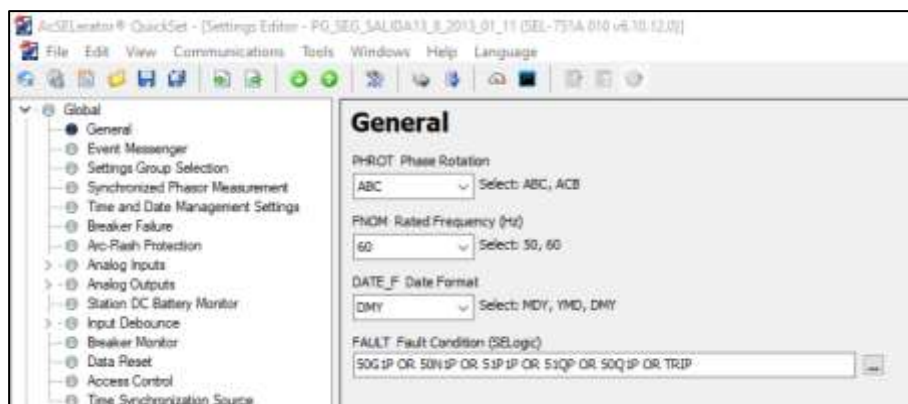 AcSELerator® QuickSet - [Settings Editor - PG_SEG_SALIDA13_8_2013_01_11 (SEL-751A 010 v6.10.12.0)]
File Edit View Communications Tools Windows Help Language
Global
General
Event Messenger
Settings Group Selection
Synchronized Phasor Measurement
Time and Date Management Settings
Breaker Failure
Arc-Flash Protection
Analog Inputs
Analog Outputs
Station DC Battery Monitor
Input Debounce
Breaker Monitor
Data Reset
Access Control
Time Synchronization Source
General
PHROT Phase Rotation
ABC Select: ABC, ACB
FNOM Rated Frequency (Hz)
60 Select: 50, 60
DATE_F Date Format
DMY Select: MDY, YMD, DMY
FAULT Fault Condition (SELogic)
50G1P OR 50N1P OR 51P1P OR 51QP OR 50Q1P OR TRIP
...